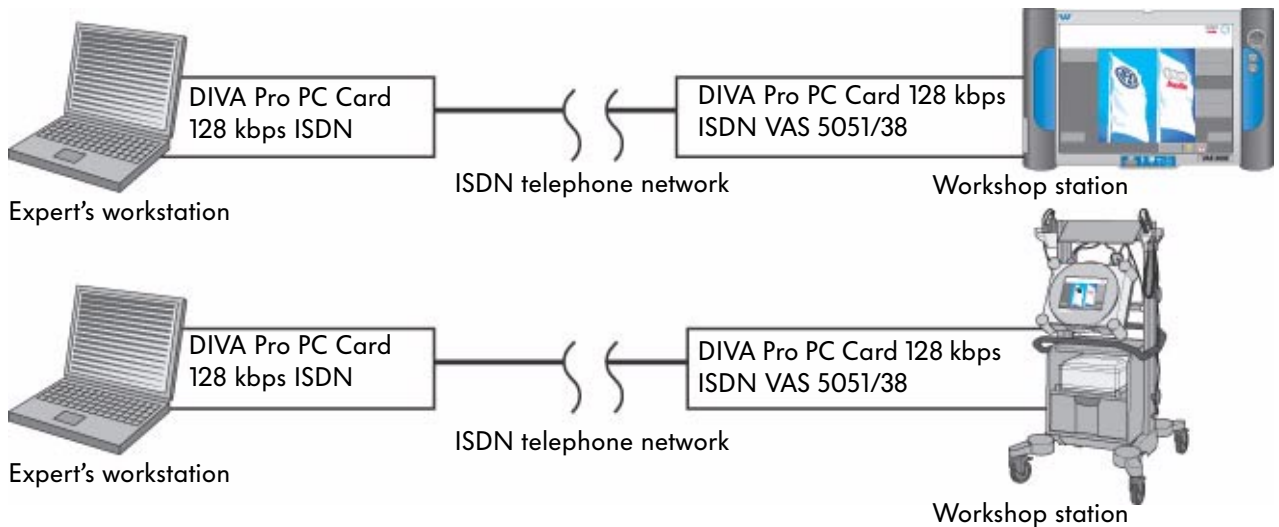 DIVA Pro PC Card
128 kbps ISDN
DIVA Pro PC Card 128 kbps
ISDN VAS 5051/38
ISDN telephone network
Workshop station
Expert’s workstation
DIVA Pro PC Card
128 kbps ISDN
DIVA Pro PC Card 128 kbps
ISDN VAS 5051/38
ISDN telephone network
Expert’s workstation
Workshop station